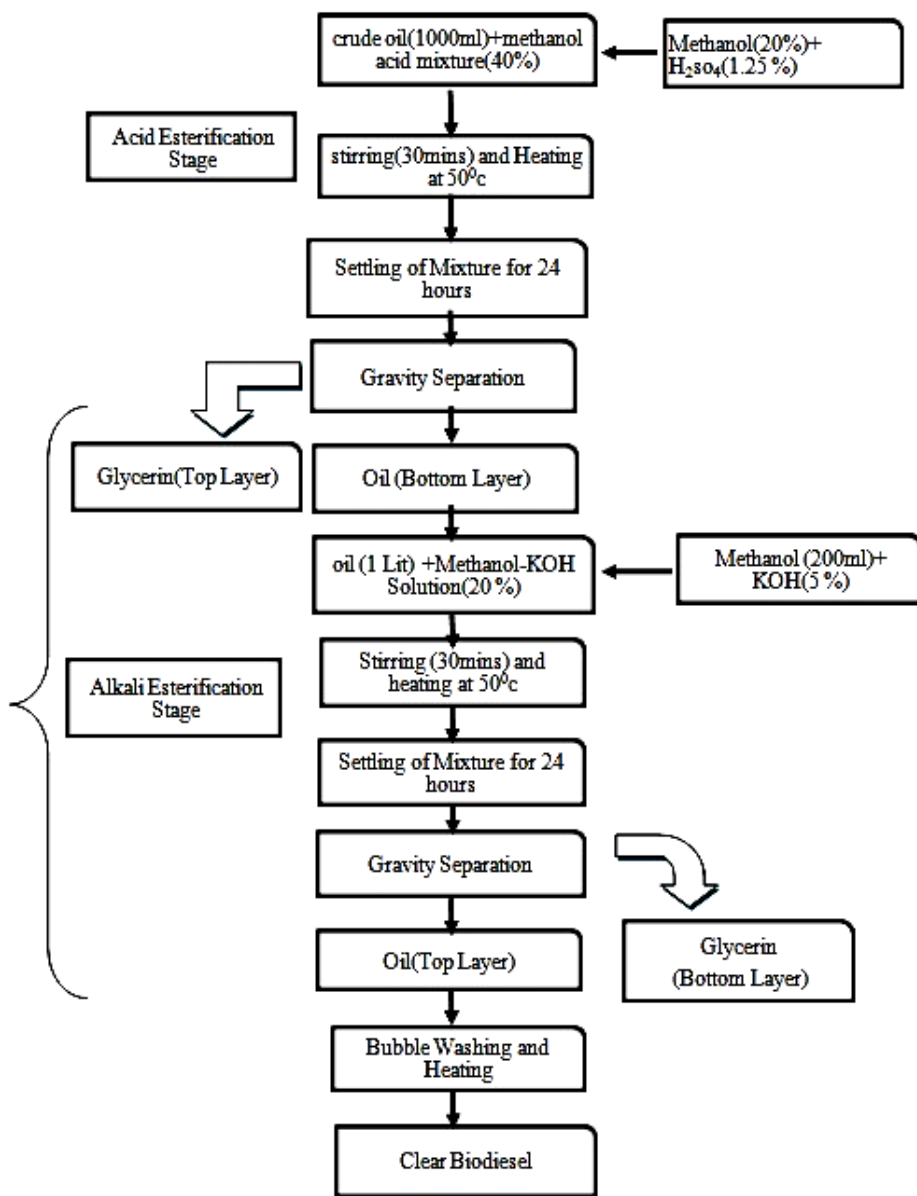 crude oil(1000ml)+methanol
acid mixture(40%)
Methanol(20%)+
H₂so₄(1.25 %)
Acid Esterification
Stage
stirring(30mins) and Heating
at 50⁰c
Settling of Mixture for 24
hours
Gravity Separation
Glycerin(Top Layer)
Oil (Bottom Layer)
oil (1 Lit) +Methanol-KOH
Solution(20 %)
Methanol (200ml)+
KOH(5 %)
Stirring (30mins) and
heating at 50⁰c
Alkali Esterification
Stage
Settling of Mixture for 24
hours
Gravity Separation
Oil(Top Layer)
Glycerin
(Bottom Layer)
Bubble Washing and
Heating
Clear Biodiesel